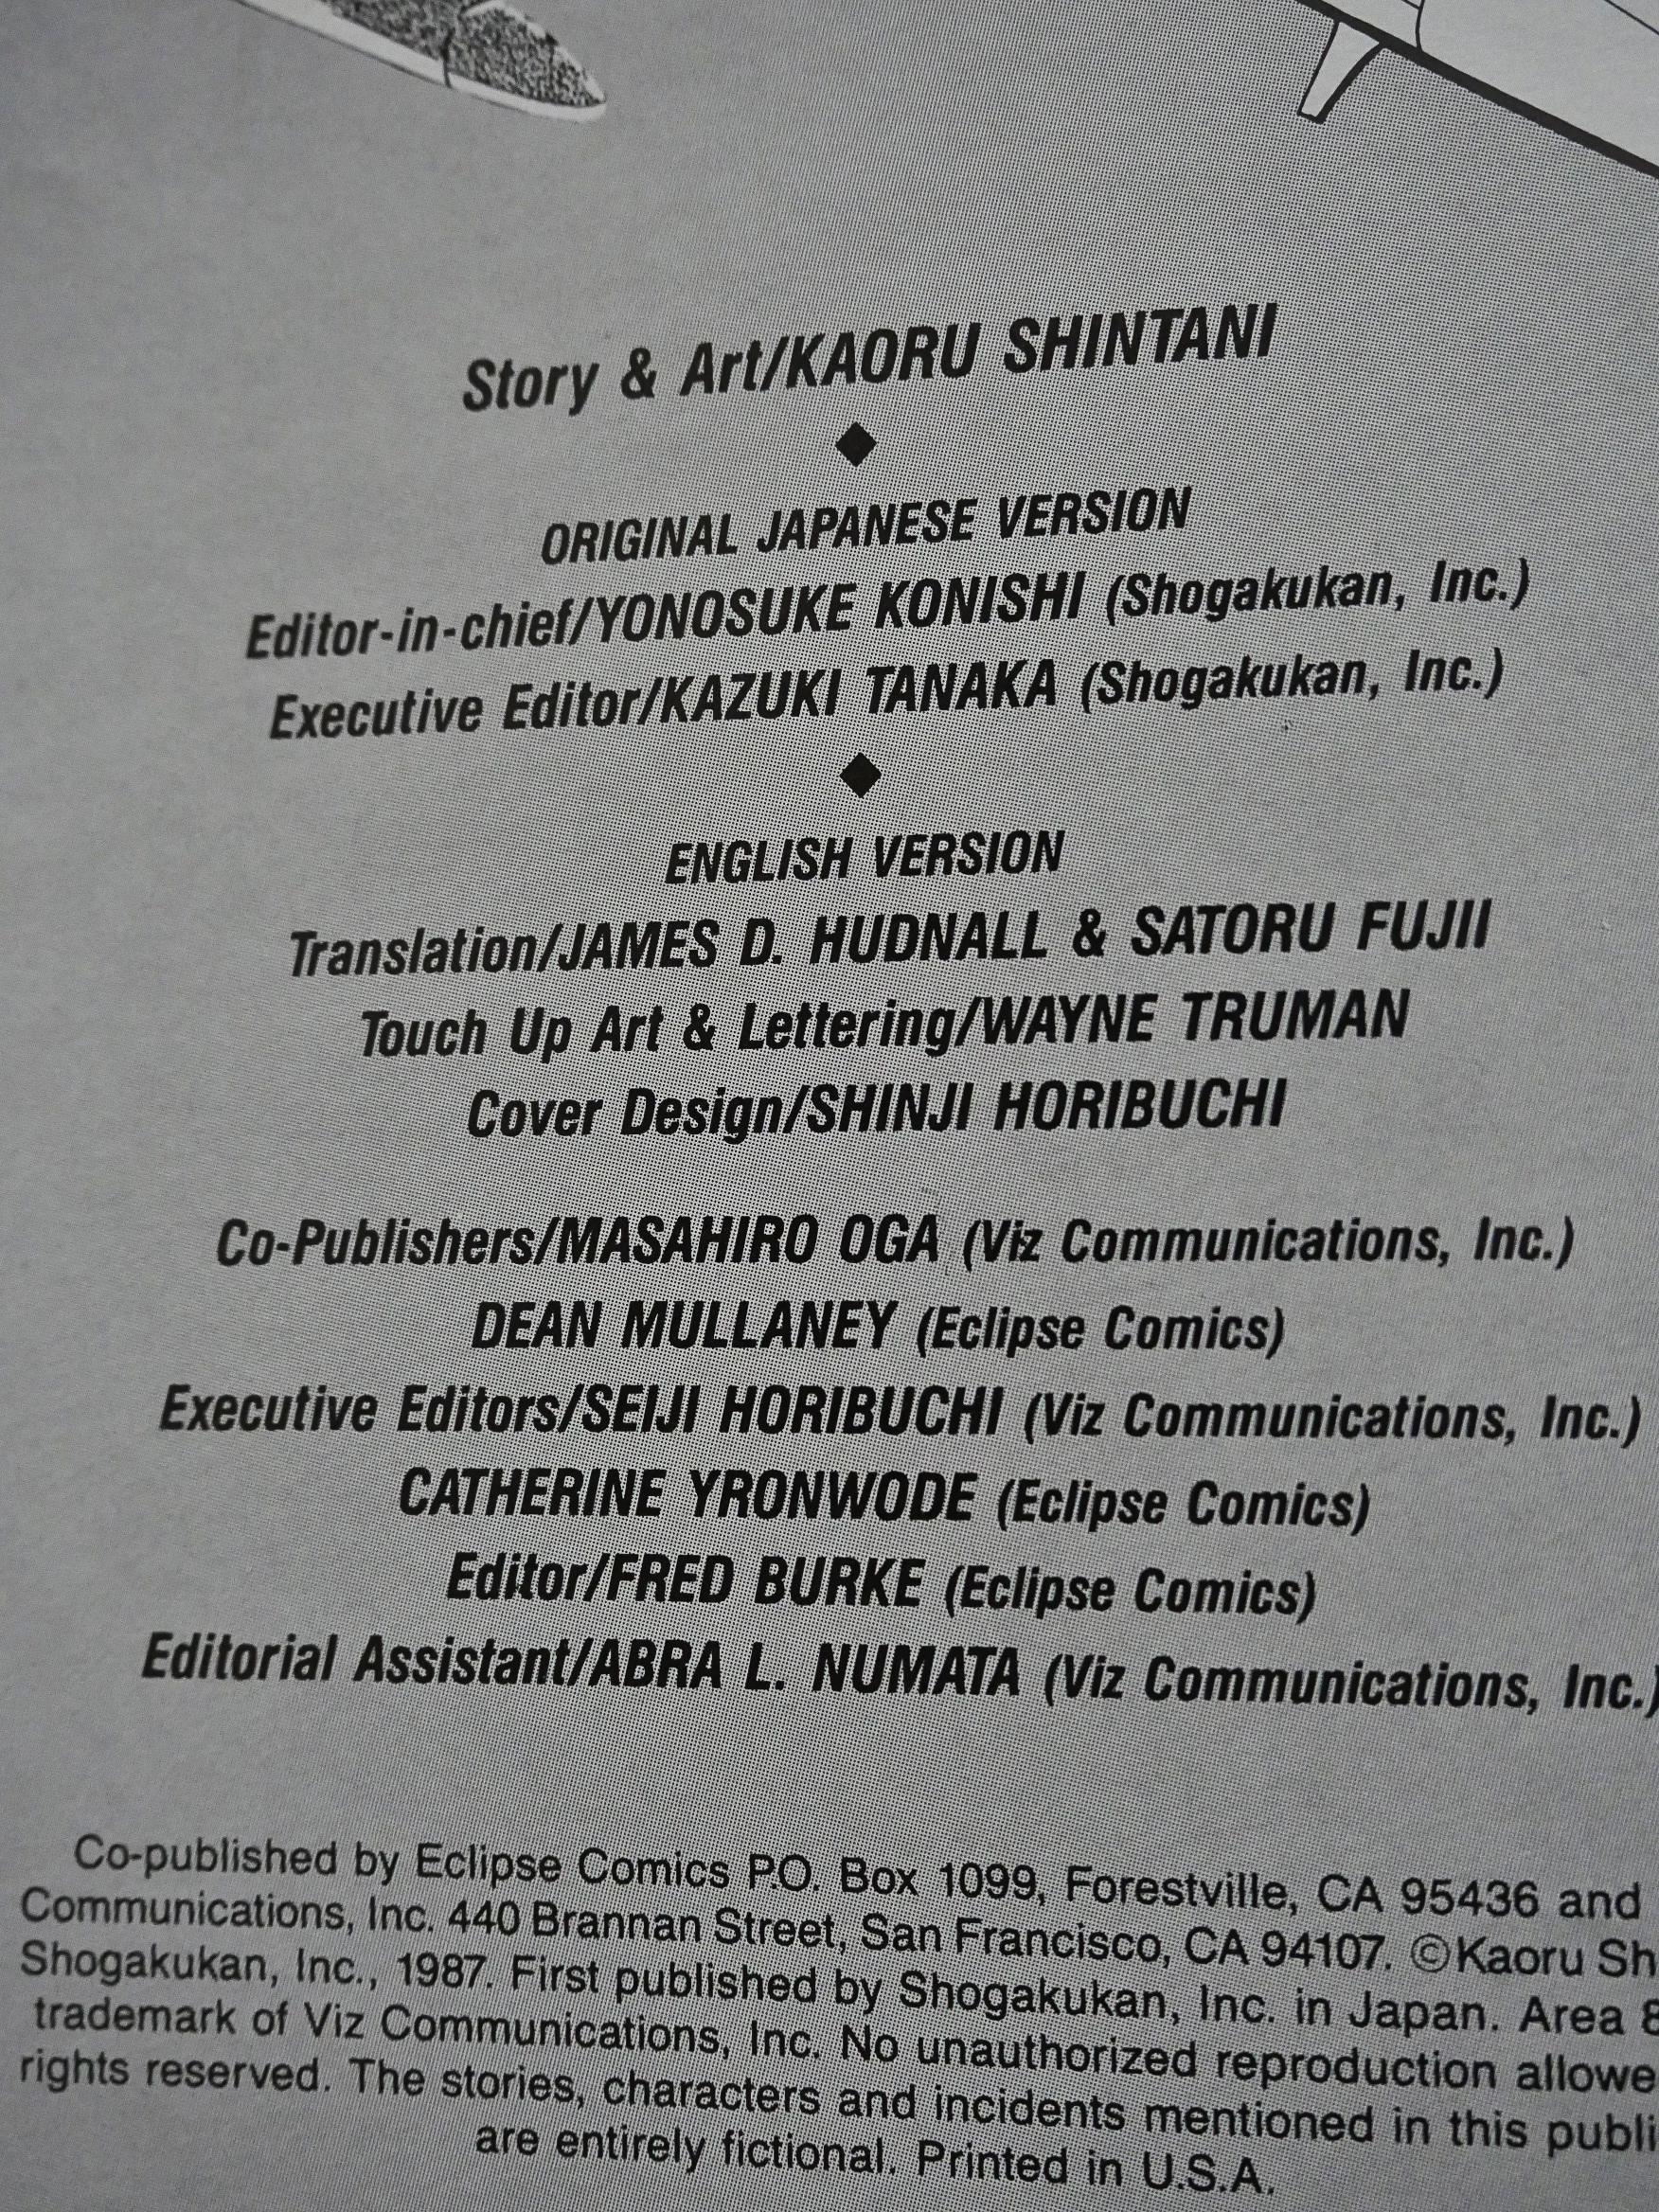 Story & Art/KAORU SHINTANI
◆
ORIGINAL JAPANESE VERSION
Editor-in-chief/YONOSUKE KONISHI (Shogakukan, Inc.)
Executive Editor/KAZUKI TANAKA (Shogakukan, Inc.)
◆
ENGLISH VERSION
Translation/JAMES D. HUDNALL & SATORU FUJII
Touch Up Art & Lettering/WAYNE TRUMAN
Cover Design/SHINJI HORIBUCHI
Co-Publishers/MASAHIRO OGA (Viz Communications, Inc.)
DEAN MULLANEY (Eclipse Comics)
Executive Editors/SEIJI HORIBUCHI (Viz Communications, Inc.)
CATHERINE YRONWODE (Eclipse Comics)
Editor/FRED BURKE (Eclipse Comics)
Editorial Assistant/ABRA L. NUMATA (Viz Communications, Inc.)
Co-published by Eclipse Comics P.O. Box 1099, Forestville, CA 95436 and
Communications, Inc. 440 Brannan Street, San Francisco, CA 94107. ©Kaoru Sh
Shogakukan, Inc., 1987. First published by Shogakukan, Inc. in Japan. Area 8
trademark of Viz Communications, Inc. No unauthorized reproduction allowe
rights reserved. The stories, characters and incidents mentioned in this publi
are entirely fictional. Printed in U.S.A.